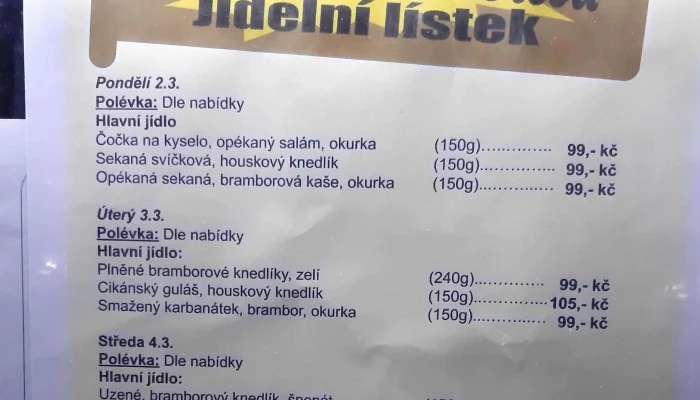 Jídelní lístek
Pondělí 2.3.
Polévka: Dle nabídky
Hlavní jídlo
Čočka na kyselo, opékaný salám, okurka (150g).............. 99,- kč
Sekaná svíčková, houskový knedlík (150g).............. 99,- kč
Opékaná sekaná, bramborová kaše, okurka (150g).............. 99,- kč
Úterý 3.3.
Polévka: Dle nabídky
Hlavní jídlo:
Plněné bramborové knedlíky, zelí (240g).............. 99,- kč
Cikánský guláš, houskový knedlík (150g).............. 105,- kč
Smažený karbanátek, brambor, okurka (150g).............. 99,- kč
Středa 4.3.
Polévka: Dle nabídky
Hlavní jídlo:
Uzené, bramborový knedlík, špenát